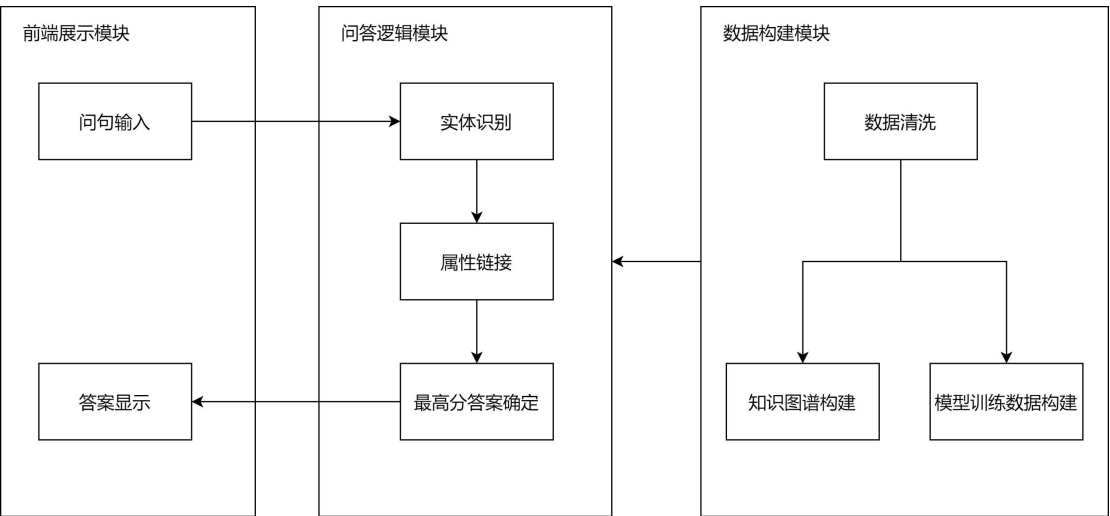 前端展示模块
问句输入
答案显示
问答逻辑模块
实体识别
属性链接
最高分答案确定
数据构建模块
数据清洗
知识图谱构建
模型训练数据构建